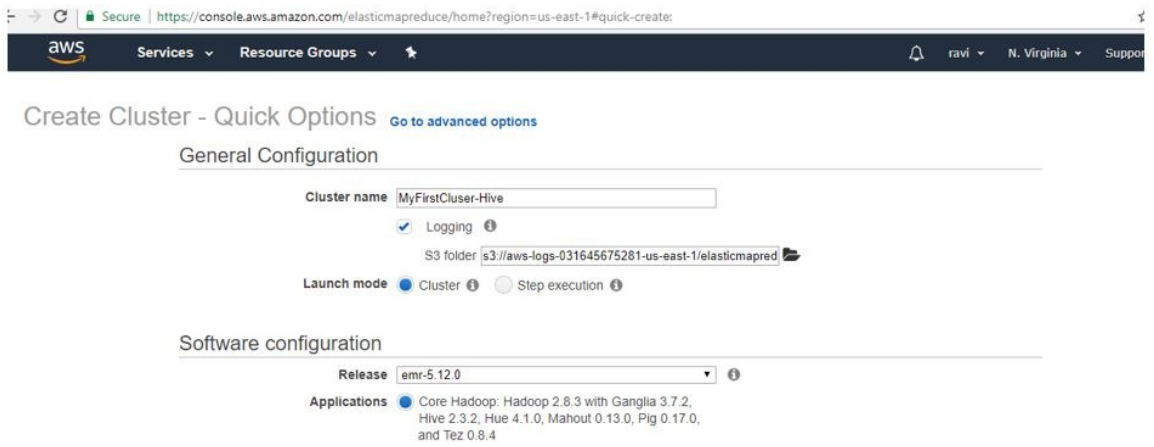 Secure | https://console.aws.amazon.com/elasticmapreduce/home?region=us-east-1#quick-create:
aws Services Resource Groups ravi N. Virginia Suppor
Create Cluster - Quick Options Go to advanced options
General Configuration
Cluster name MyFirstCluser-Hive
Logging
S3 folder s3://aws-logs-031645675281-us-east-1/elasticmapred
Launch mode Cluster Step execution
Software configuration
Release emr-5.12.0
Applications Core Hadoop: Hadoop 2.8.3 with Ganglia 3.7.2,
Hive 2.3.2, Hue 4.1.0, Mahout 0.13.0, Pig 0.17.0,
and Tez 0.8.4